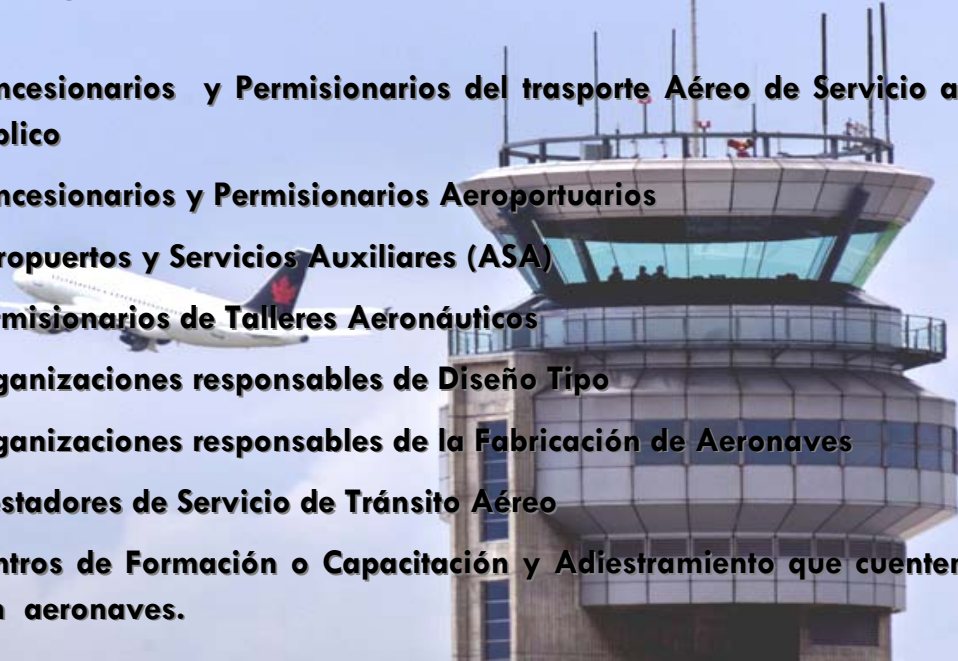 ncesionarios y Permisionarios del trasporte Aéreo de Servicio a
blico
ncesionarios y Permisionarios Aeroportuarios
ropuertos y Servicios Auxiliares (ASA)
rmisionarios de Talleres Aeronáuticos
ganizaciones responsables de Diseño Tipo
ganizaciones responsables de la Fabricación de Aeronaves
estadores de Servicio de Tránsito Aéreo
ntros de Formación o Capacitación y Adiestramiento que cuenten
n aeronaves.